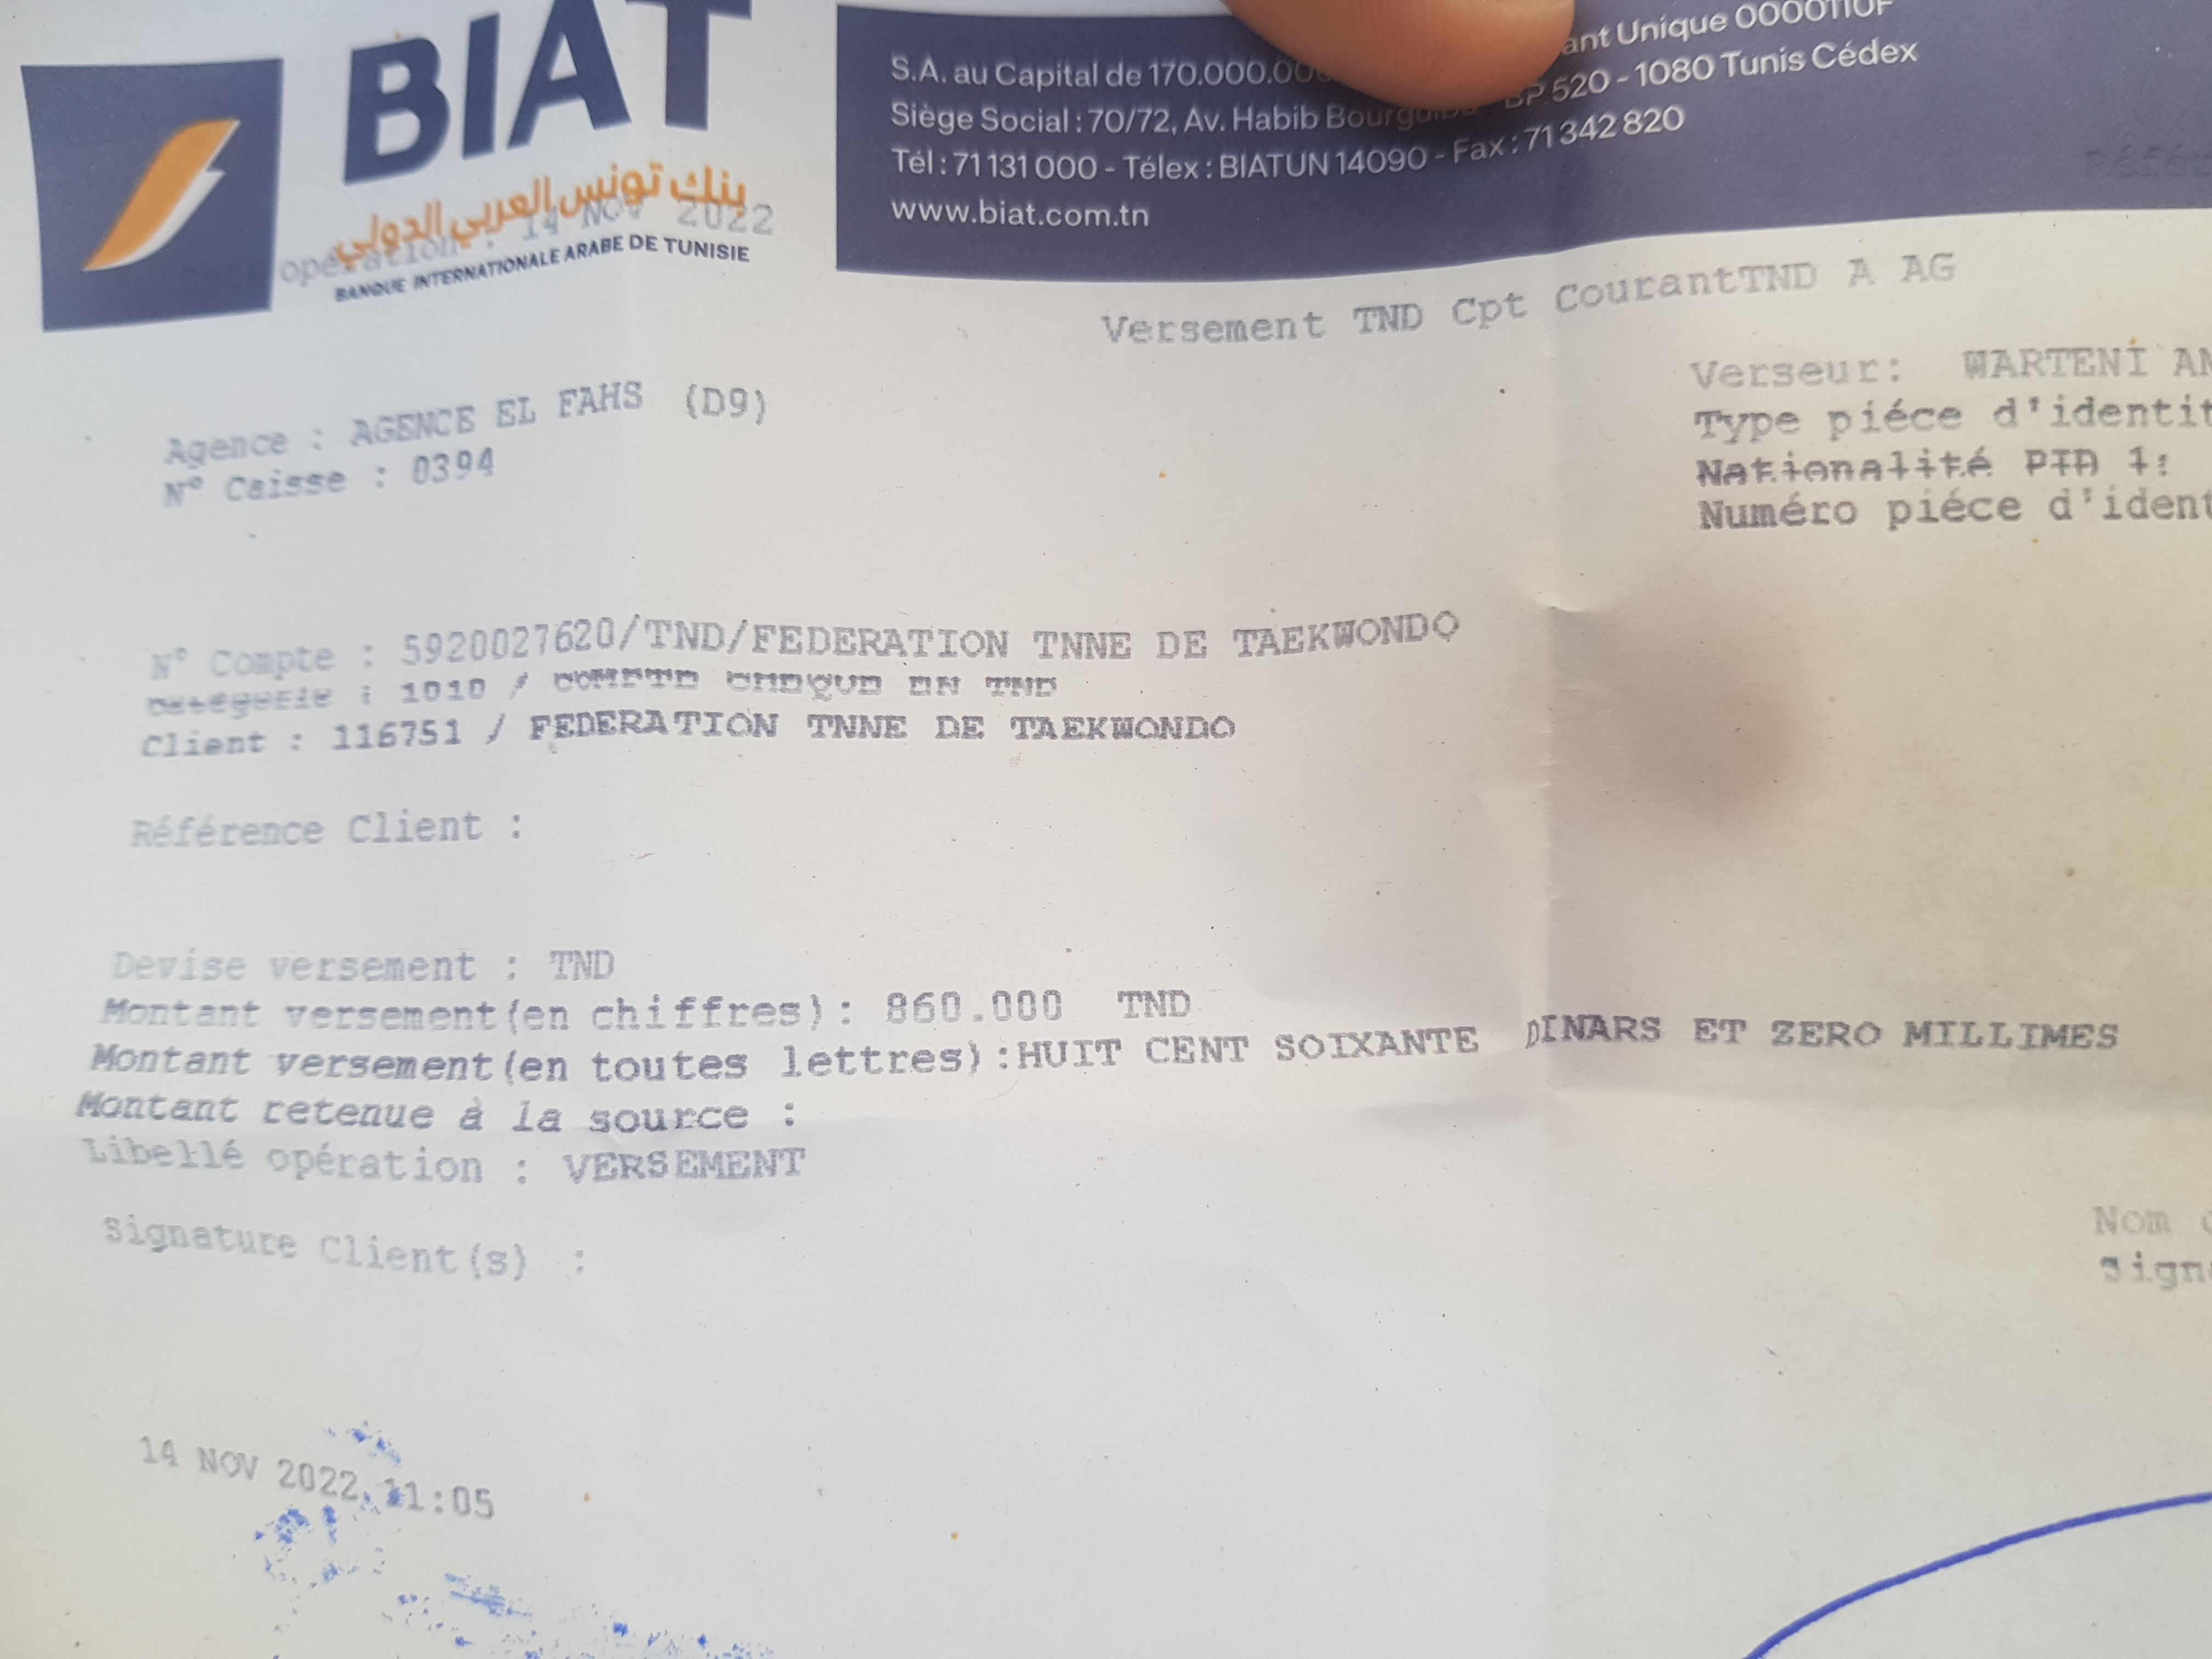 BIAT
بنك تونس العربي الدولي
BANQUE INTERNATIONALE ARABE DE TUNISIE
opération : 14 NOV 2022
S.A. au Capital de 170.000.00 Unique 0000110F
Siège Social : 70/72, Av. Habib Bourguiba BP 520 - 1080 Tunis Cédex
Tél : 71 131 000 - Télex : BIATUN 14090 - Fax : 71 342 820
www.biat.com.tn
Versement TND Cpt CourantTND A AG
Agence : AGENCE EL FAHS (D9)
N° Caisse : 0394
Verseur: WARTENI
Type piéce
Nationalité PTD 1:
Numéro piéce
N° Compte : 5920027620/TND/FEDERATION TNNE DE TAEKWONDO
Catégorie : 1010 / COMPTE CHEQUE EN TND
Client : 116751 / FEDERATION TNNE DE TAEKWONDO
Référence Client :
Devise versement : TND
Montant versement(en chiffres): 860.000 TND
Montant versement(en toutes lettres):HUIT CENT SOIXANTE DINARS ET ZERO MILLIMES
Montant retenue à la source :
Libellé opération : VERSEMENT
Signature Client(s) :
Nom
14 NOV 2022 11:05